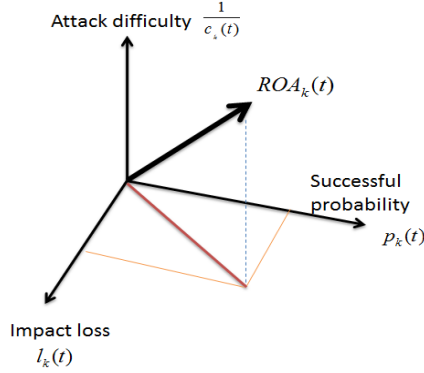 Attack difficulty 1/c_k(t)
ROA_k(t)
Successful
probability
p_k(t)
Impact loss
l_k(t)